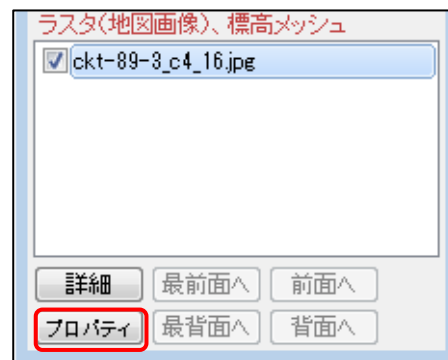 ラスタ(地図画像)、標高メッシュ
ckt-89-3_c4_16.jpg
詳細 最前面へ 前面へ
プロパティ 最背面へ 背面へ